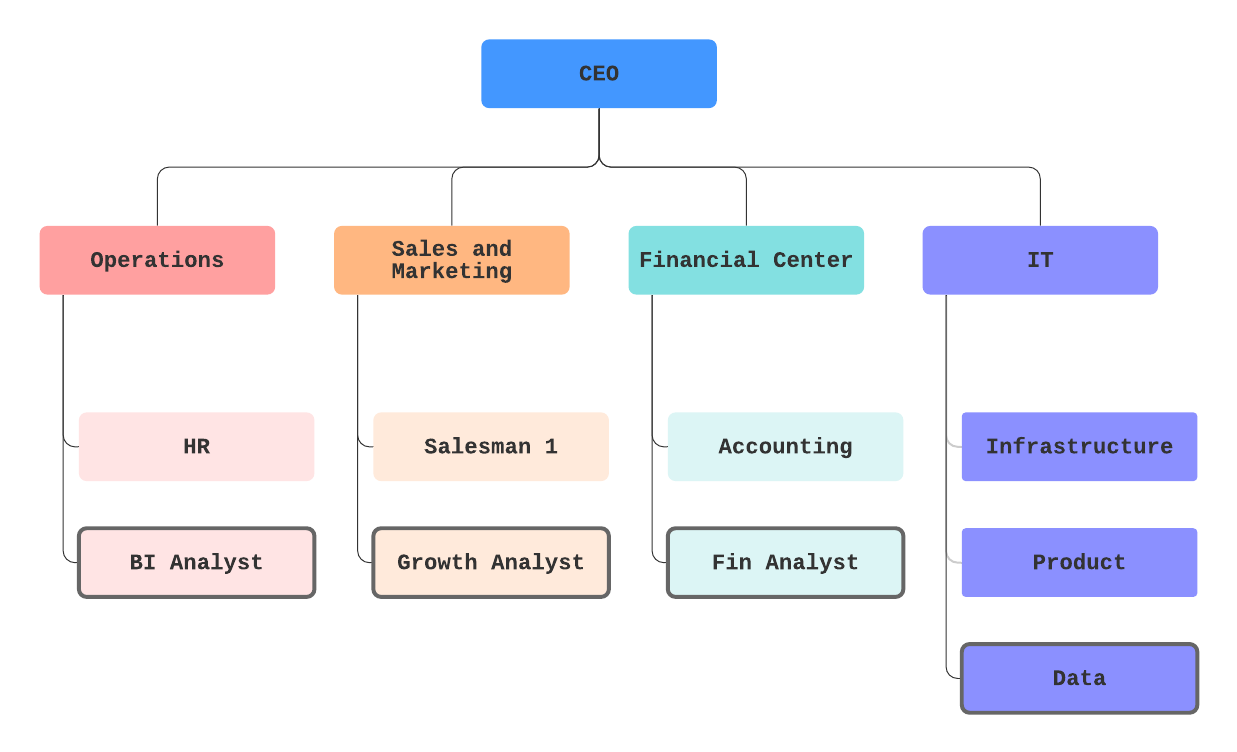 CEO
Operations
Sales and
Marketing
Financial Center
IT
HR
Salesman 1
Accounting
Infrastructure
BI Analyst
Growth Analyst
Fin Analyst
Product
Data